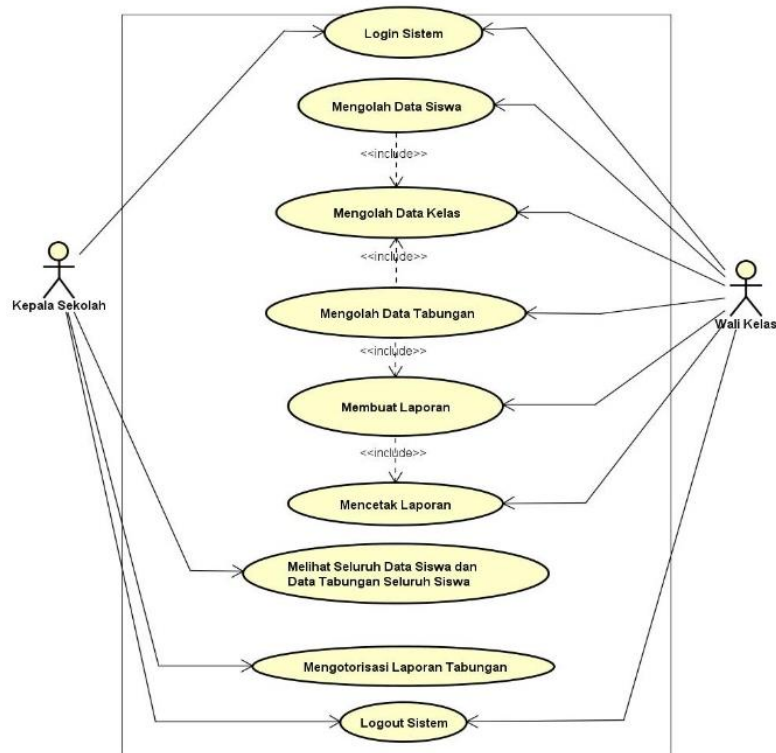 Login Sistem
Mengolah Data Siswa
<<include>>
Mengolah Data Kelas
<<include>>
Kepala Sekolah
Mengolah Data Tabungan
Wali Kelas
<<include>>
Membuat Laporan
<<include>>
Mencetak Laporan
Melihat Seluruh Data Siswa dan
Data Tabungan Seluruh Siswa
Mengotorisasi Laporan Tabungan
Logout Sistem